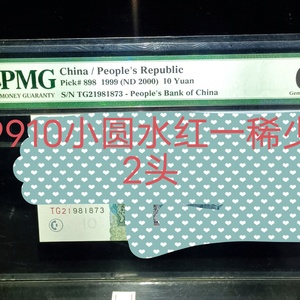 PMG
China / People's Republic
Pick# 898 1999 (ND 2000) 10 Yuan
MONEY GUARANTY
S/N TG21981873 - People's Bank of China
9910小圆水红一稀少
2头
TG21981873
10